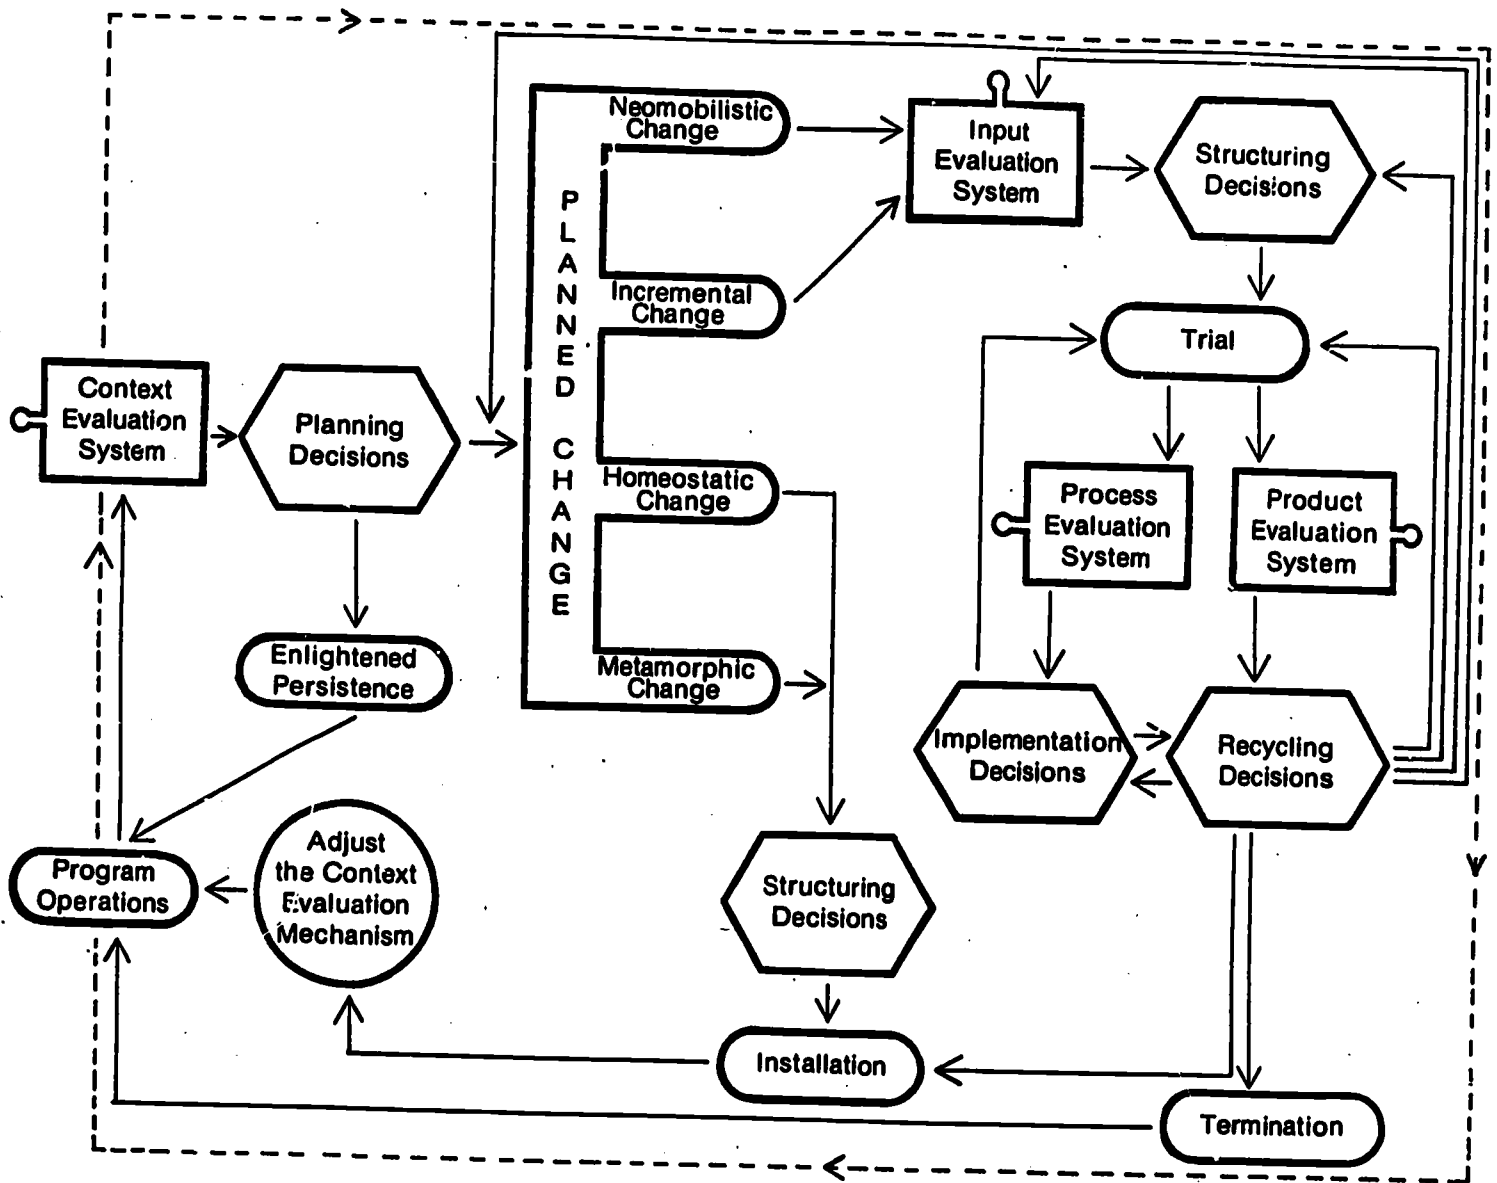 Neomobilistic
Change
Input
Evaluation
System
Structuring
Decisions
PLANNED CHANGE
Incremental
Change
Trial
Context
Evaluation
System
Planning
Decisions
Homeostatic
Change
Process
Evaluation
System
Product
Evaluation
System
Enlightened
Persistence
Metamorphic
Change
Implementation
Decisions
Recycling
Decisions
Program
Operations
Adjust
the Context
Evaluation
Mechanism
Structuring
Decisions
Installation
Termination